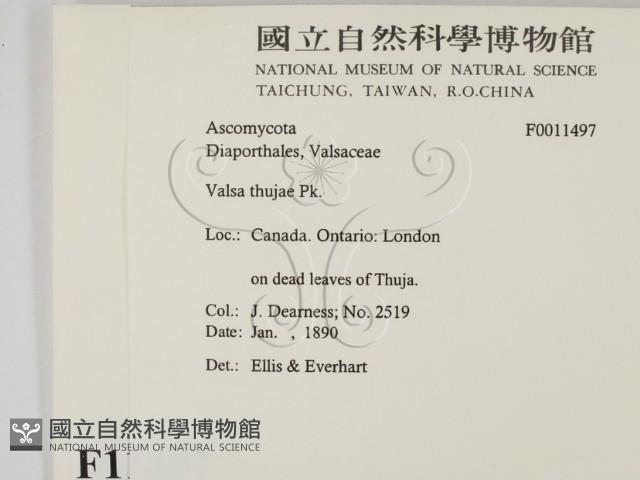 國立自然科學博物館
NATIONAL MUSEUM OF NATURAL SCIENCE
TAICHUNG, TAIWAN, R.O.CHINA
Ascomycota F0011497
Diaporthales, Valsaceae
Valsa thujae Pk.
Loc.: Canada. Ontario: London
on dead leaves of Thuja.
Col.: J. Dearness; No. 2519
Date: Jan. , 1890
Det.: Ellis & Everhart
國立自然科學博物館
NATIONAL MUSEUM OF NATURAL SCIENCE
F1